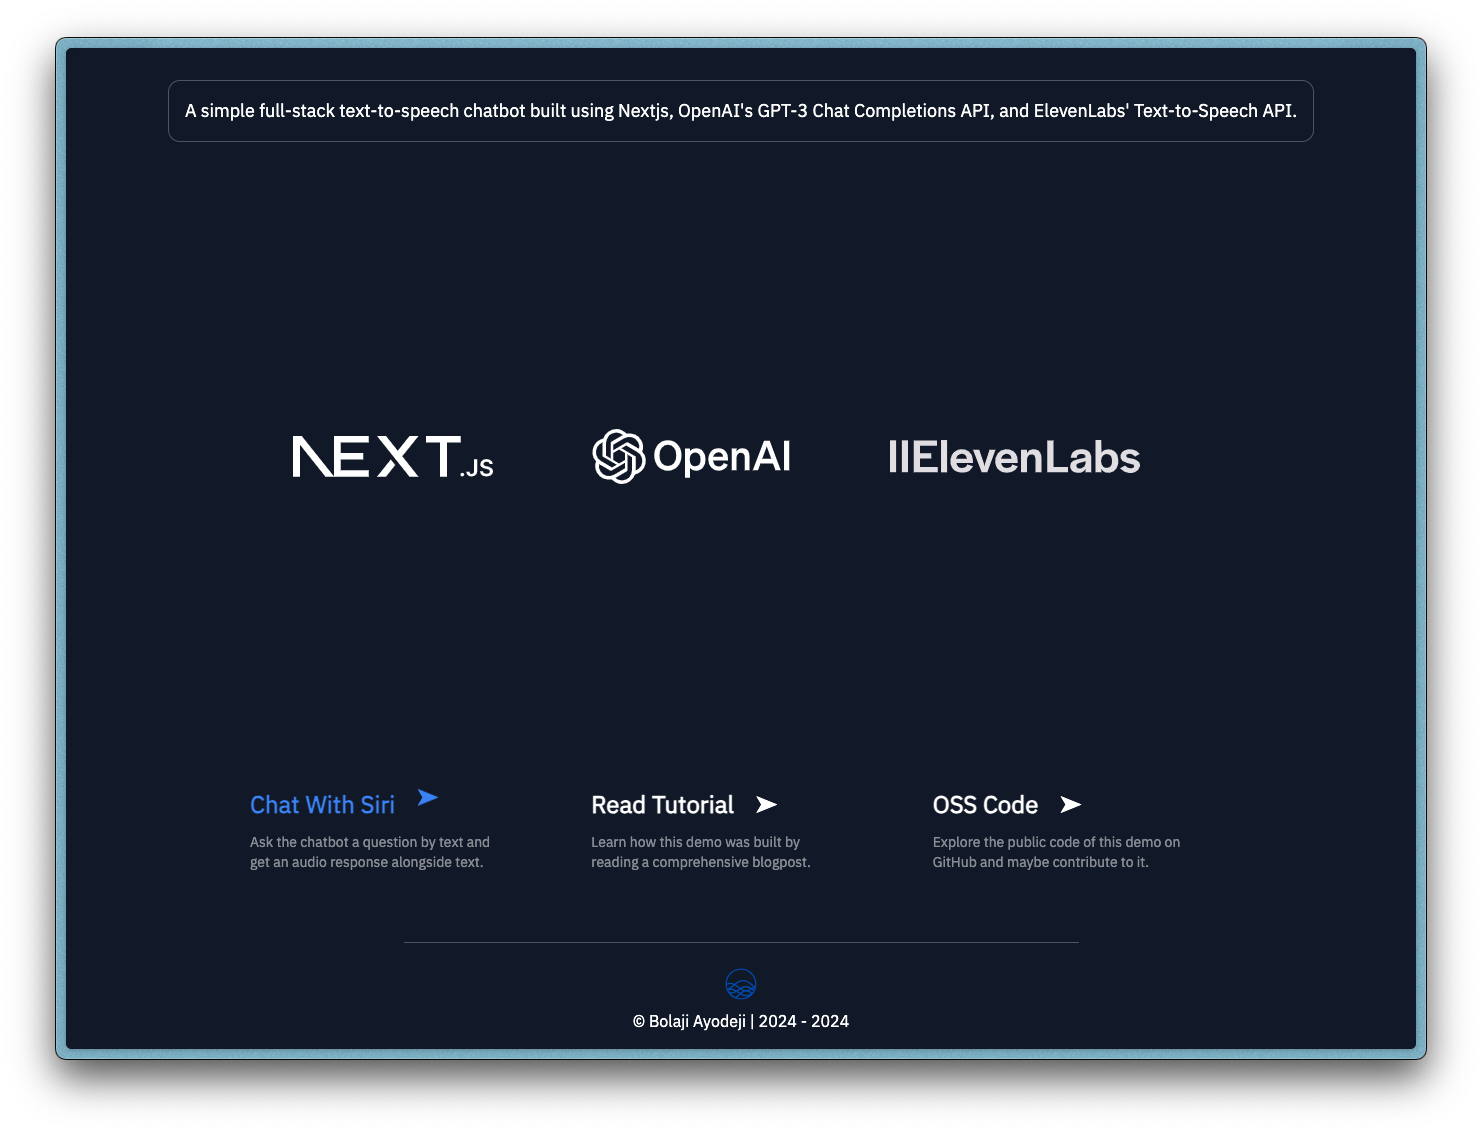 A simple full-stack text-to-speech chatbot built using Nextjs, OpenAI's GPT-3 Chat Completions API, and ElevenLabs' Text-to-Speech API.
NEXT.JS
OpenAI
IIElevenLabs
Chat With Siri
Ask the chatbot a question by text and
get an audio response alongside text.
Read Tutorial
Learn how this demo was built by
reading a comprehensive blogpost.
OSS Code
Explore the public code of this demo on
GitHub and maybe contribute to it.
© Bolaji Ayodeji | 2024 - 2024